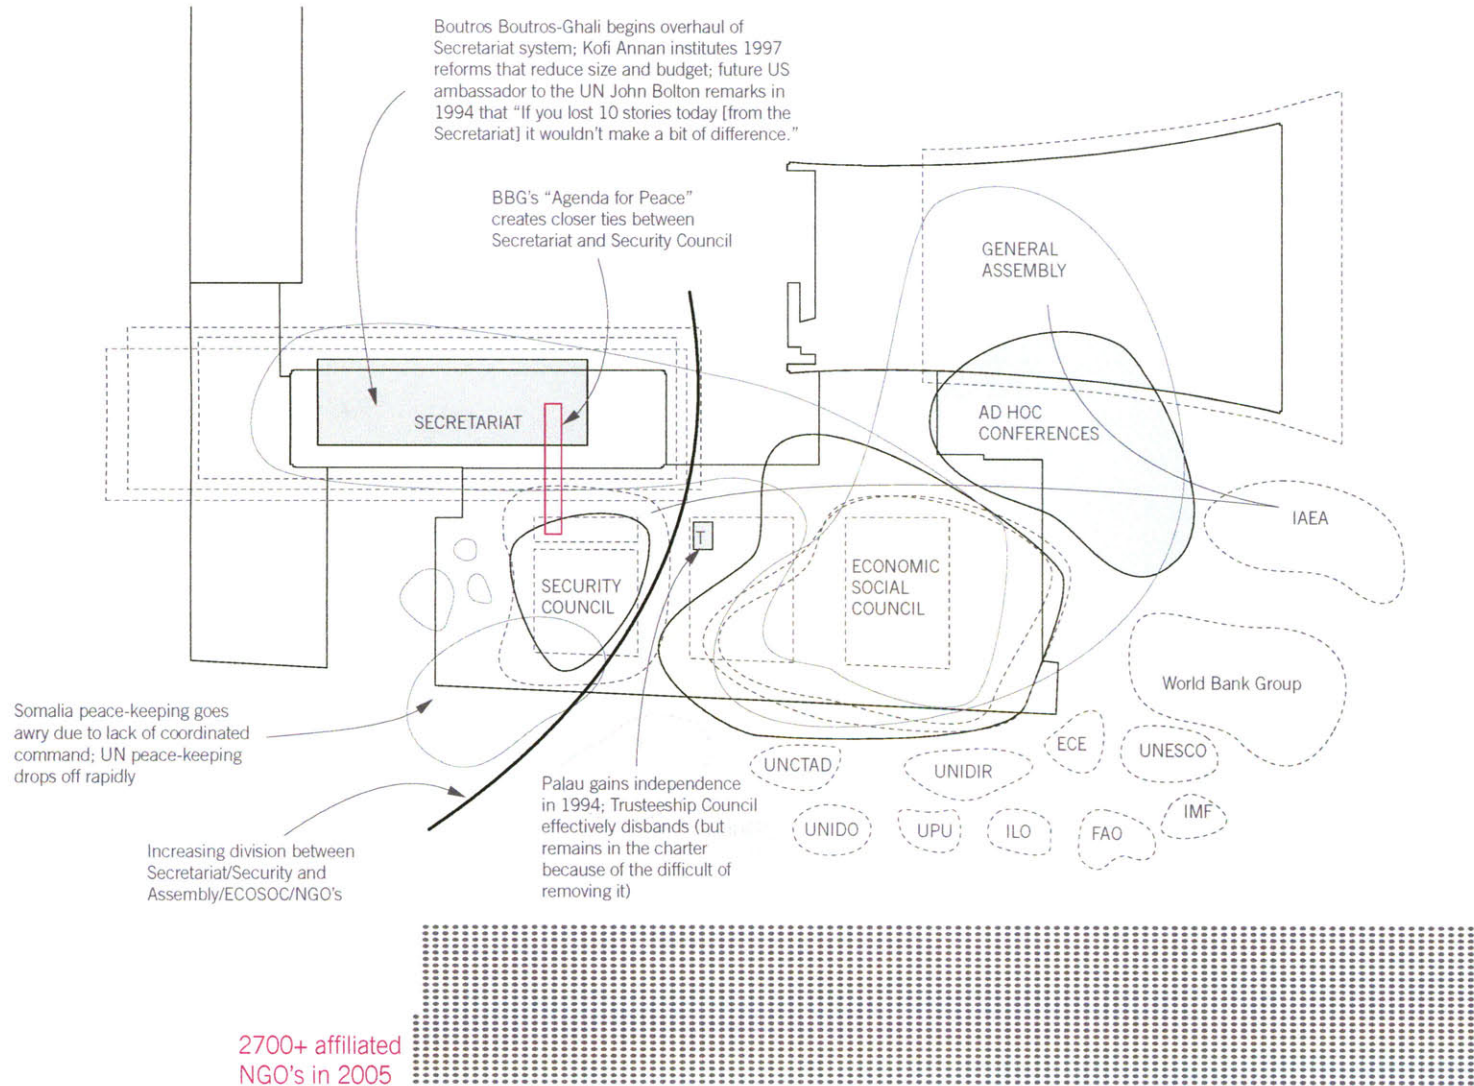 Boutros Boutros-Ghali begins overhaul of
Secretariat system; Kofi Annan institutes 1997
reforms that reduce size and budget; future US
ambassador to the UN John Bolton remarks in
1994 that “If you lost 10 stories today [from the
Secretariat] it wouldn't make a bit of difference.”
BBG's “Agenda for Peace”
creates closer ties between
Secretariat and Security Council
GENERAL
ASSEMBLY
SECRETARIAT
AD HOC
CONFERENCES
IAEA
T
SECURITY
COUNCIL
ECONOMIC
SOCIAL
COUNCIL
World Bank Group
Somalia peace-keeping goes
awry due to lack of coordinated
command; UN peace-keeping
drops off rapidly
UNCTAD
UNIDIR
ECE
UNESCO
UNIDO
UPU
ILO
FAO
IMF
Palau gains independence
in 1994; Trusteeship Council
effectively disbands (but
remains in the charter
because of the difficult of
removing it)
Increasing division between
Secretariat/Security and
Assembly/ECOSOC/NGO's
2700+ affiliated
NGO's in 2005